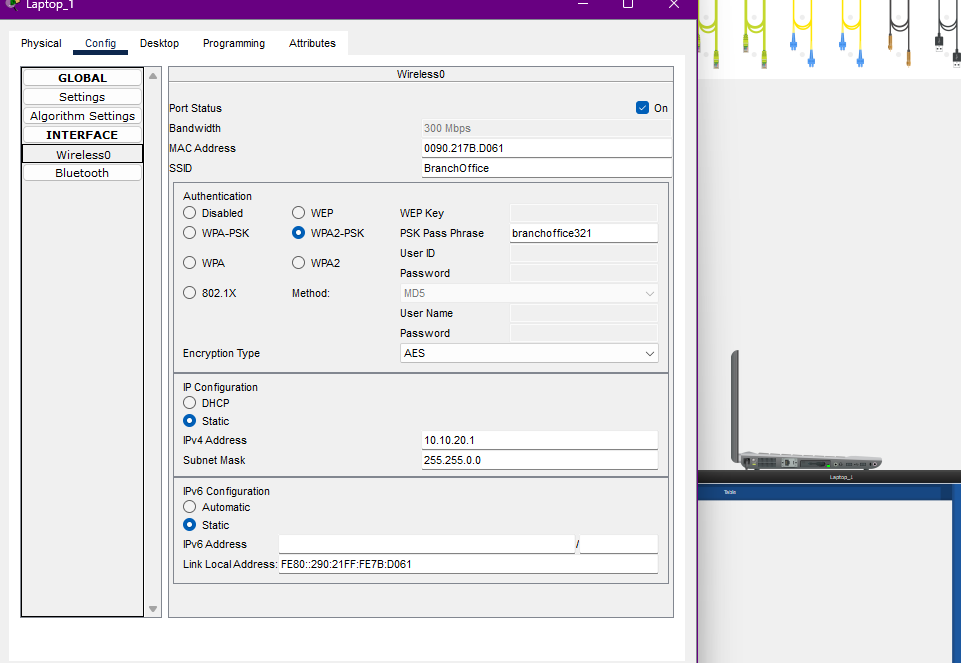 Laptop_1
Physical Config Desktop Programming Attributes
GLOBAL
Settings
Algorithm Settings
INTERFACE
Wireless0
Bluetooth
Wireless0
Port Status On
Bandwidth 300 Mbps
MAC Address 0090.217B.D061
SSID BranchOffice
Authentication
Disabled WEP WEP Key
WPA-PSK WPA2-PSK PSK Pass Phrase branchoffice321
User ID
WPA WPA2
Password
802.1X Method: MD5
User Name
Password
Encryption Type AES
IP Configuration
DHCP
Static
IPv4 Address 10.10.20.1
Subnet Mask 255.255.0.0
IPv6 Configuration
Automatic
Static
IPv6 Address /
Link Local Address: FE80::290:21FF:FE7B:D061
Laptop_1
Table